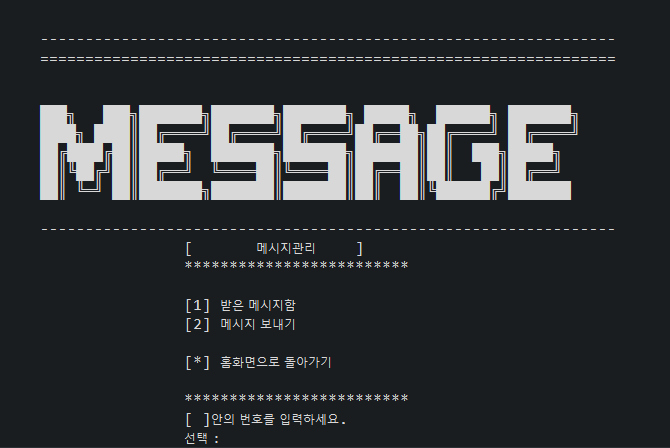 ----------------------------------------------------------------
================================================================
MESSAGE
----------------------------------------------------------------
[ 메시지관리 ]
*************************
[1] 받은 메시지함
[2] 메시지 보내기
[*] 홈화면으로 돌아가기
*************************
[ ]안의 번호를 입력하세요.
선택 :